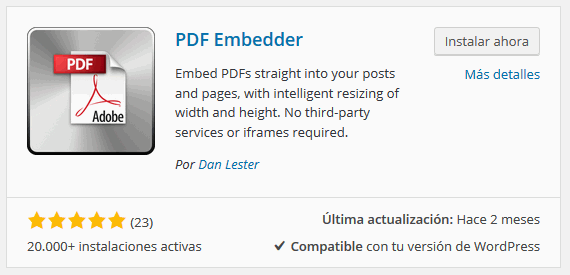 PDF
Adobe
PDF Embedder
Instalar ahora
Más detalles
Embed PDFs straight into your posts
and pages, with intelligent resizing of
width and height. No third-party
services or iframes required.
Por Dan Lester
(23)
20.000+ instalaciones activas
Última actualización: Hace 2 meses
Compatible con tu versión de WordPress